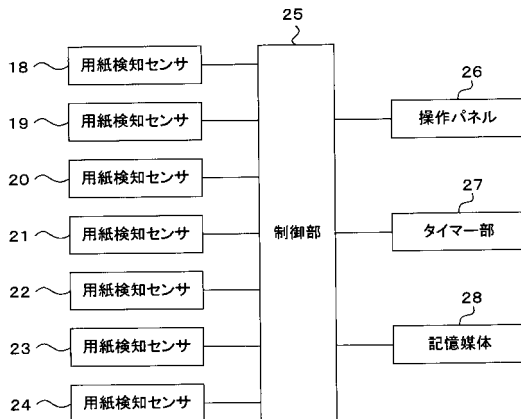 25
18
用紙検知センサ
26
19
用紙検知センサ
操作パネル
20
用紙検知センサ
27
21
用紙検知センサ
制御部
タイマー部
22
用紙検知センサ
28
23
用紙検知センサ
記憶媒体
24
用紙検知センサ